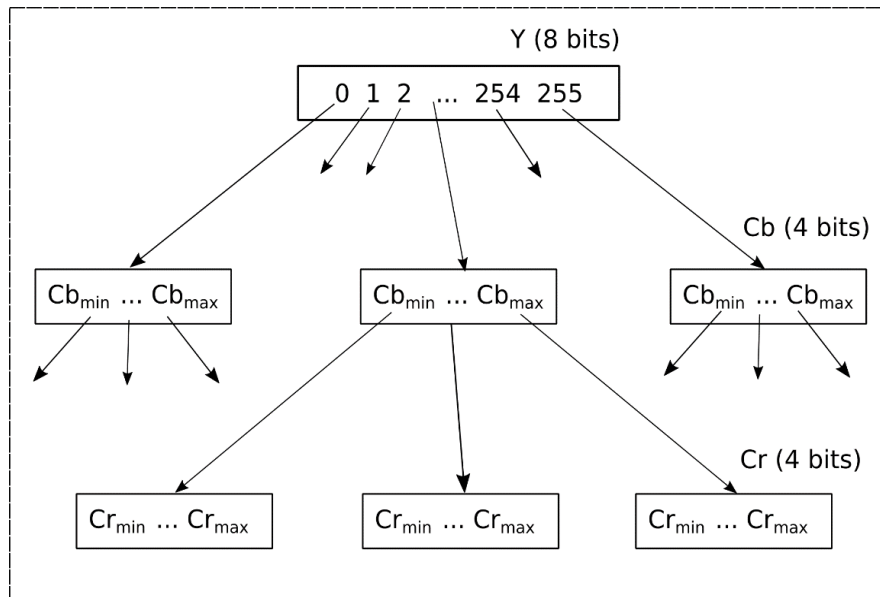 Y (8 bits)
0 1 2 ... 254 255
Cb (4 bits)
Cbmin ... Cbmax Cbmin ... Cbmax Cbmin ... Cbmax
Cr (4 bits)
Crmin ... Crmax Crmin ... Crmax Crmin ... Crmax